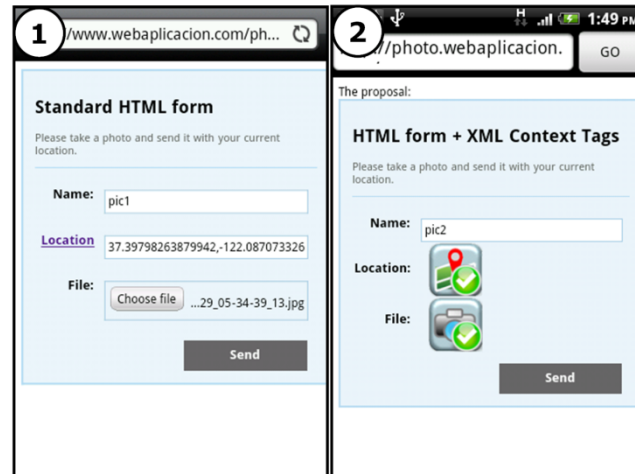 1
/www.webaplicacion.com/ph...
Standard HTML form
Please take a photo and send it with your current
location.
Name:
pic1
Location
37.39798263879942,-122.087073326
File:
Choose file
...29_05-34-39_13.jpg
Send
2
H
1:49 PM
//photo.webaplicacion.
GO
The proposal:
HTML form + XML Context Tags
Please take a photo and send it with your current
location.
Name:
pic2
Location:
File:
Send